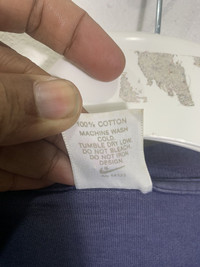 100% COTTON
MACHINE WASH
COLD.
TUMBLE DRY LOW.
DO NOT BLEACH.
DO NOT IRON
DESIGN.